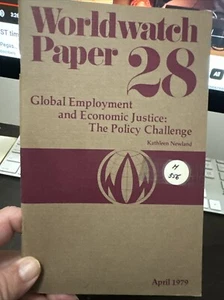 Worldwatch
Paper 28
Global Employment
and Economic Justice:
The Policy Challenge
Kathleen Newland
April 1979